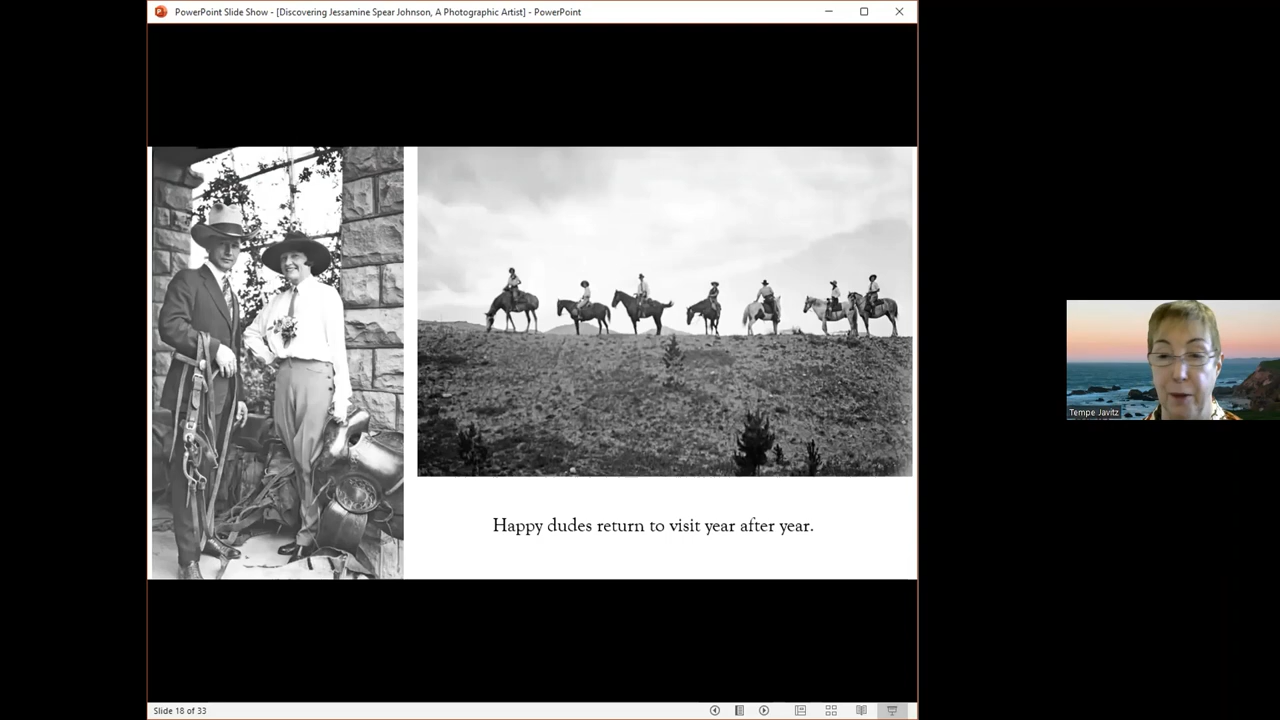 PowerPoint Slide Show - [Discovering Jessamine Spear Johnson, A Photographic Artist] - PowerPoint
Happy dudes return to visit year after year.
Tempe Javitz
Slide 18 of 33